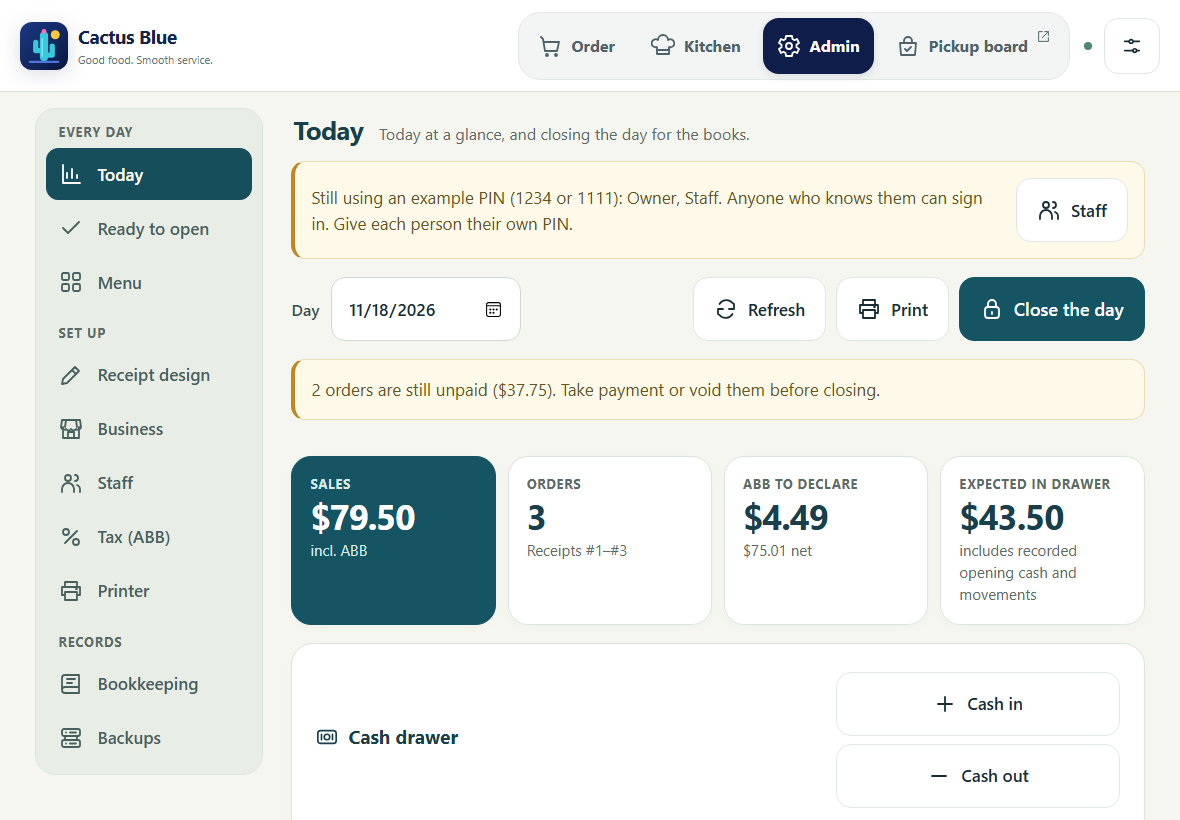 Cactus Blue
Good food. Smooth service.
Order
Kitchen
Admin
Pickup board
EVERY DAY
Today
Ready to open
Menu
SET UP
Receipt design
Business
Staff
Tax (ABB)
Printer
RECORDS
Bookkeeping
Backups
Today
Today at a glance, and closing the day for the books.
Still using an example PIN (1234 or 1111): Owner, Staff. Anyone who knows them can sign
in. Give each person their own PIN.
Staff
Day
11/18/2026
Refresh
Print
Close the day
2 orders are still unpaid ($37.75). Take payment or void them before closing.
SALES
$79.50
incl. ABB
ORDERS
3
Receipts #1–#3
ABB TO DECLARE
$4.49
$75.01 net
EXPECTED IN DRAWER
$43.50
includes recorded
opening cash and
movements
Cash drawer
Cash in
Cash out